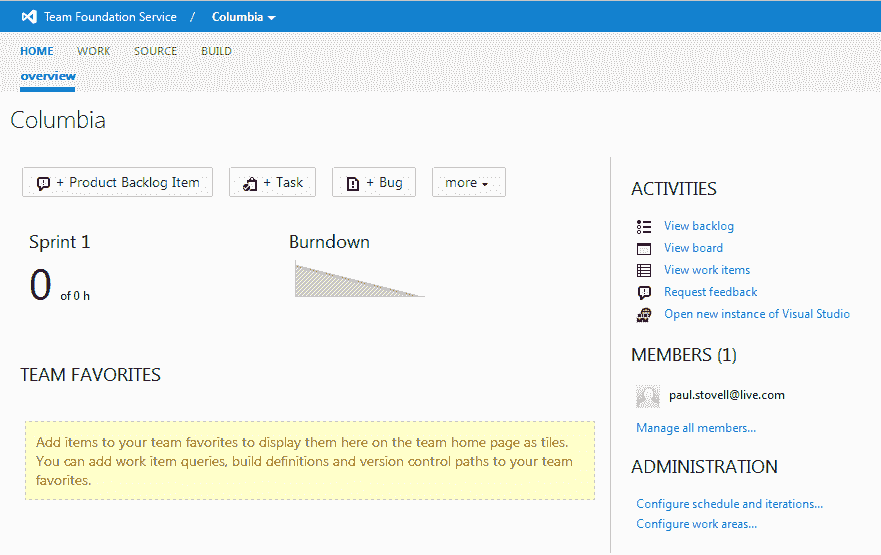 Team Foundation Service / Columbia
HOME WORK SOURCE BUILD
overview
Columbia
+ Product Backlog Item + Task + Bug more
Sprint 1
0 of 0 h
Burndown
TEAM FAVORITES
Add items to your team favorites to display them here on the team home page as tiles.
You can add work item queries, build definitions and version control paths to your team
favorites.
ACTIVITIES
View backlog
View board
View work items
Request feedback
Open new instance of Visual Studio
MEMBERS (1)
paul.stovell@live.com
Manage all members...
ADMINISTRATION
Configure schedule and iterations...
Configure work areas...